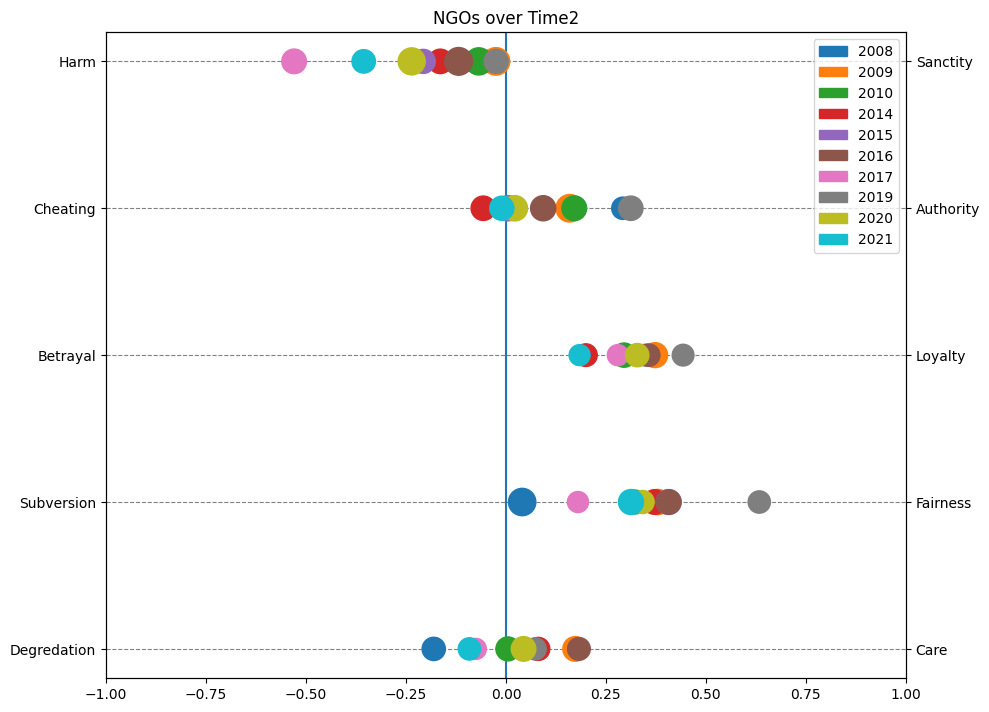 NGOs over Time2
Harm
Sanctity
2008
2009
2010
2014
2015
2016
2017
2019
2020
2021
Cheating
Authority
Betrayal
Loyalty
Subversion
Fairness
Degredation
Care
−1.00 −0.75 −0.50 −0.25 0.00 0.25 0.50 0.75 1.00